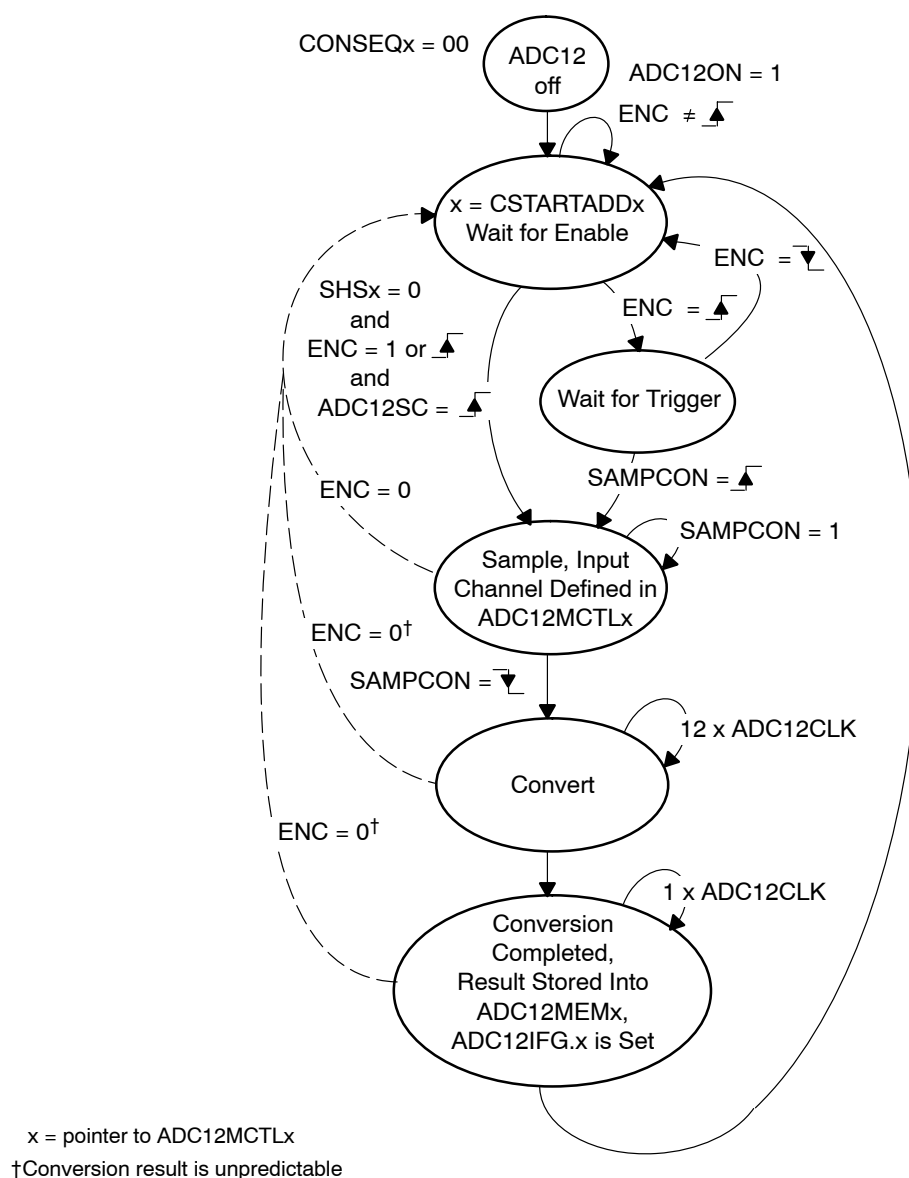 CONSEQx = 00
ADC12
off
ADC12ON = 1
ENC ≠
x = CSTARTADDx
Wait for Enable
ENC =
SHSx = 0
and
ENC = 1 or
and
ADC12SC =
ENC =
Wait for Trigger
SAMPCON =
ENC = 0
SAMPCON = 1
Sample, Input
Channel Defined in
ADC12MCTLx
ENC = 0†
SAMPCON =
12 x ADC12CLK
Convert
ENC = 0†
1 x ADC12CLK
Conversion
Completed,
Result Stored Into
ADC12MEMx,
ADC12IFG.x is Set
x = pointer to ADC12MCTLx
†Conversion result is unpredictable